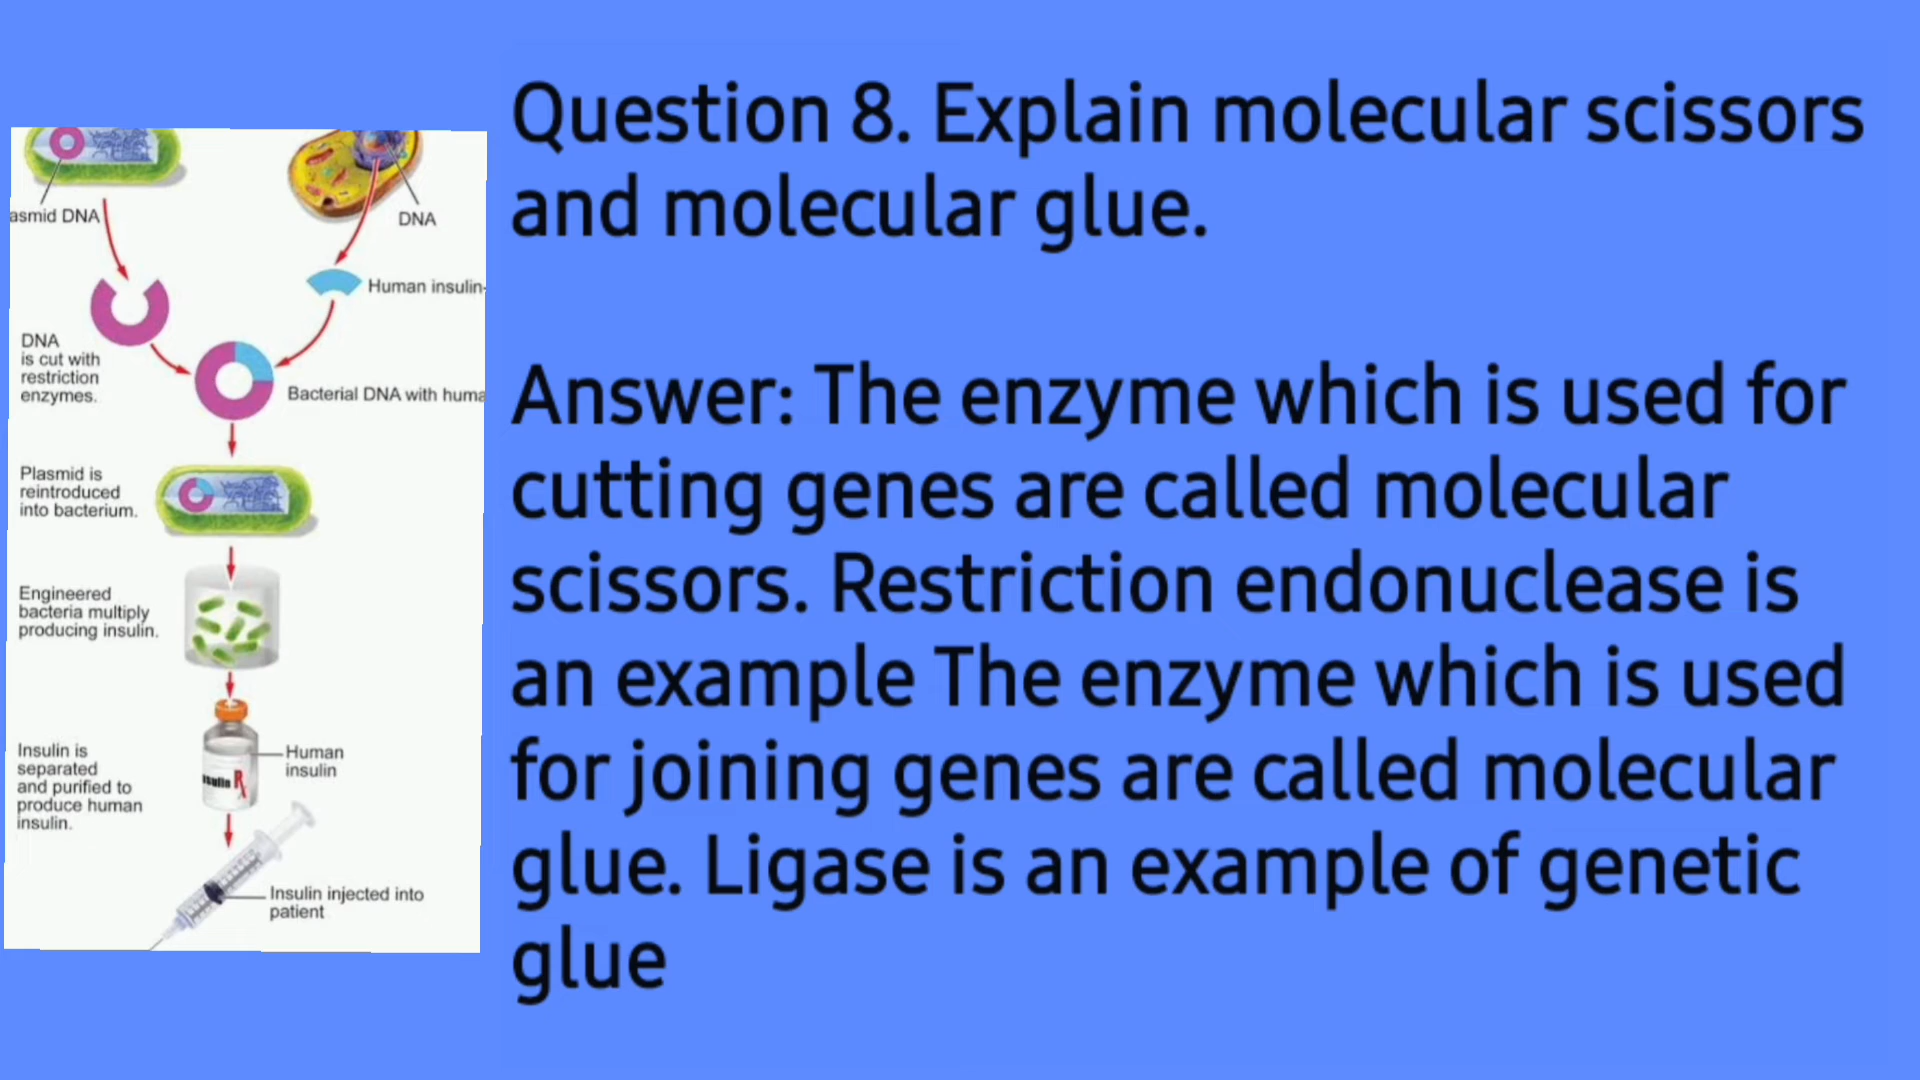 asmid DNA
DNA
Human insulin-
DNA
is cut with
restriction
enzymes.
Bacterial DNA with huma
Plasmid is
reintroduced
into bacterium.
Engineered
bacteria multiply
producing insulin.
Insulin is
separated
and purified to
produce human
insulin.
Human
insulin
sulin Rx
Insulin injected into
patient
Question 8. Explain molecular scissors
and molecular glue.
Answer: The enzyme which is used for
cutting genes are called molecular
scissors. Restriction endonuclease is
an example The enzyme which is used
for joining genes are called molecular
glue. Ligase is an example of genetic
glue